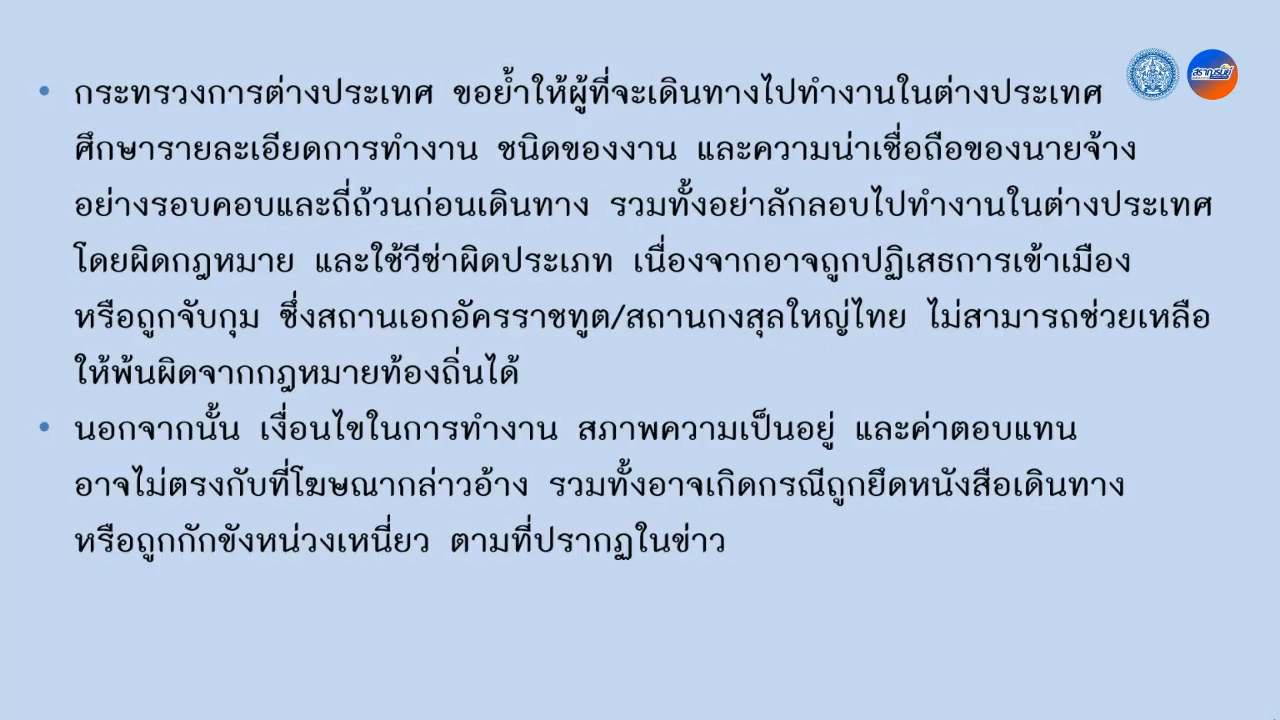 กระทรวงการต่างประเทศ ขอย้ำให้ผู้ที่จะเดินทางไปทำงานในต่างประเทศ
สราญรมย์
ศึกษารายละเอียดการทำงาน ชนิดของงาน และความน่าเชื่อถือของนายจ้าง
อย่างรอบคอบและถี่ถ้วนก่อนเดินทาง รวมทั้งอย่าลักลอบไปทำงานในต่างประเทศ
โดยผิดกฎหมาย และใช้วีซ่าผิดประเภท เนื่องจากอาจถูกปฏิเสธการเข้าเมือง
หรือถูกจับกุม ซึ่งสถานเอกอัครราชทูต/สถานกงสุลใหญ่ไทย ไม่สามารถช่วยเหลือ
ให้พ้นผิดจากกฎหมายท้องถิ่นได้
นอกจากนั้น เงื่อนไขในการทำงาน สภาพความเป็นอยู่ และค่าตอบแทน
อาจไม่ตรงกับที่โฆษณากล่าวอ้าง รวมทั้งอาจเกิดกรณีถูกยึดหนังสือเดินทาง
หรือถูกกักขังหน่วงเหนี่ยว ตามที่ปรากฏในข่าว